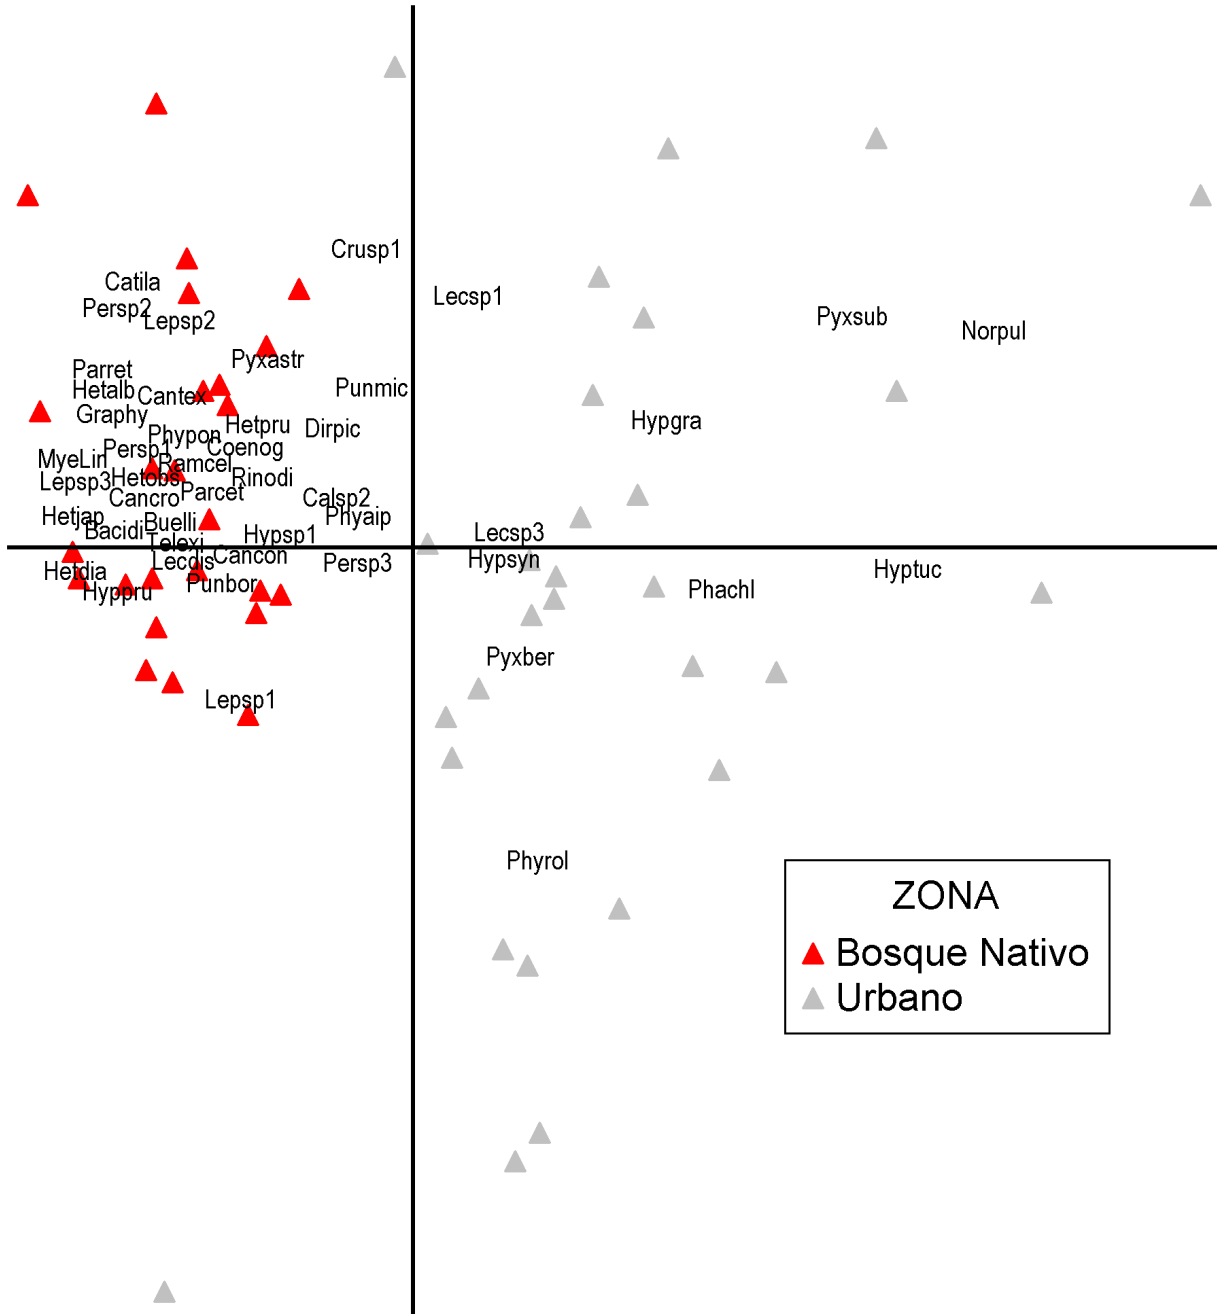 Crusp1
Catila
Lecsp1
Persp2
Lepsp2
Pyxsub
Norpul
Pyxastr
Parret
Hetalb
Cantex
Punmic
Graphy
Hetpru
Dirpic
Hypgra
Phypon
Persp1
Coenog
MyeLin
Ramcel
Lepsp3
Hetobs
Rinodi
Cancro
Parcet
Calsp2
Hetjap
Buelli
Phyaip
Bacidi
Hypsp1
Lecsp3
Telexi
Cancon
Lecdis
Persp3
Hypsyn
Hetdia
Hyptuc
Hyppru
Punbor
Phachl
Pyxber
Lepsp1
Phyrol
ZONA
Bosque Nativo
Urbano